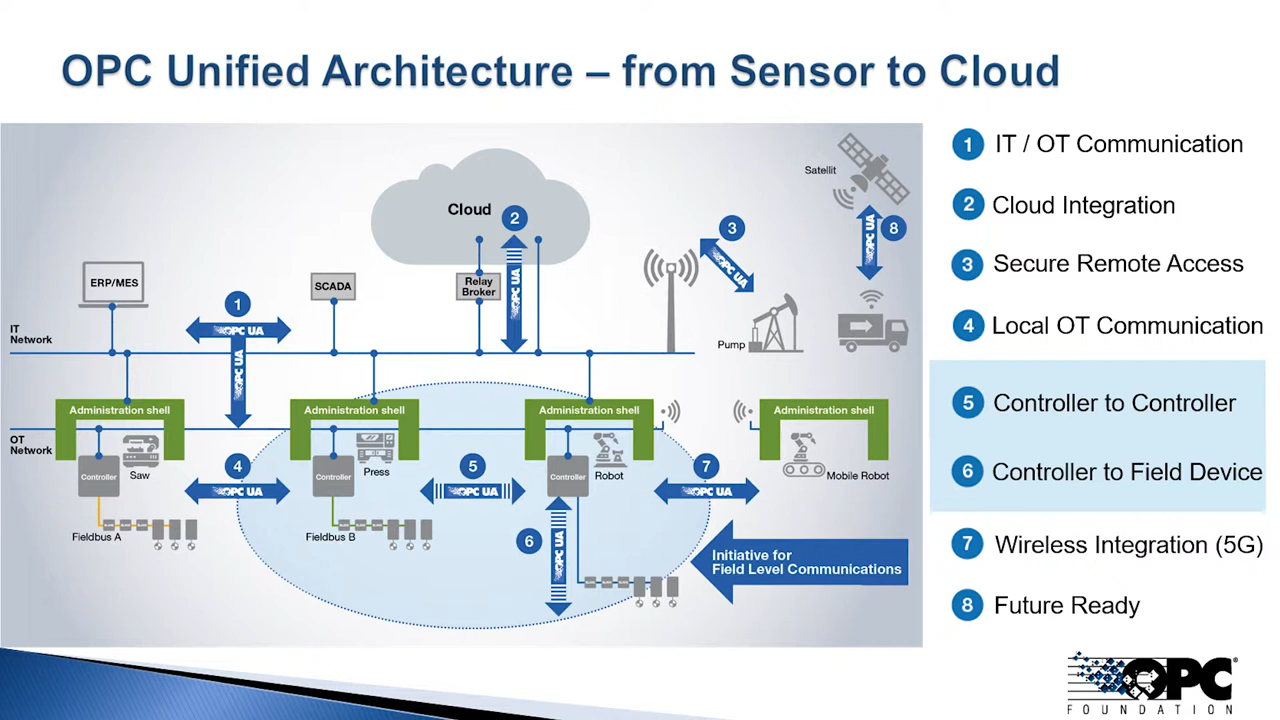 OPC Unified Architecture – from Sensor to Cloud
Satellit
Cloud
2
3
8
OPC UA
OPC UA
OPC UA
ERP/MES
SCADA
Relay
Broker
1
OPC UA
OPC UA
IT
Network
Pump
Administration shell
Administration shell
Administration shell
Administration shell
OT
Network
Controller
Saw
Controller
Press
Controller
Robot
Mobile Robot
4
OPC UA
5
OPC UA
7
OPC UA
Fieldbus A
Fieldbus B
6
OPC UA
Initiative for
Field Level Communications
1 IT / OT Communication
2 Cloud Integration
3 Secure Remote Access
4 Local OT Communication
5 Controller to Controller
6 Controller to Field Device
7 Wireless Integration (5G)
8 Future Ready
OPC®
FOUNDATION